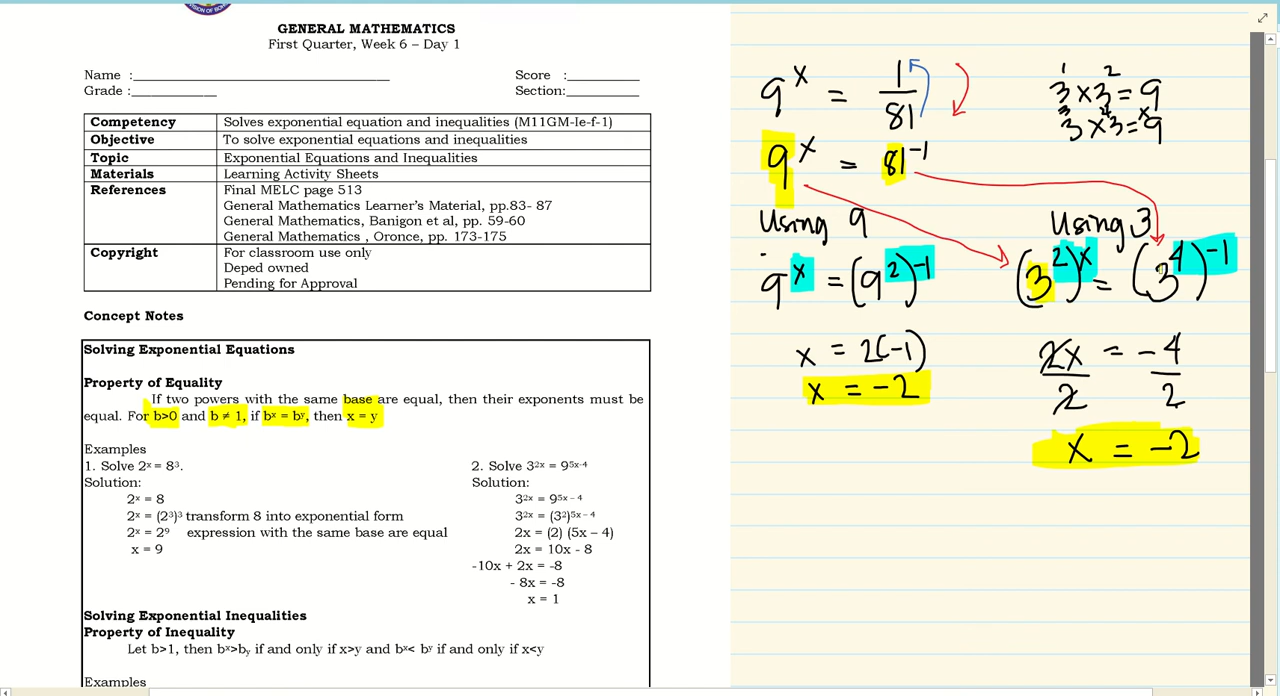 DIVISION OF BOH
GENERAL MATHEMATICS
First Quarter, Week 6 – Day 1
Name :________________ Score :________
Grade :________ Section:________
Competency Solves exponential equation and inequalities (M11GM-Ie-f-1)
Objective To solve exponential equations and inequalities
Topic Exponential Equations and Inequalities
Materials Learning Activity Sheets
References Final MELC page 513
General Mathematics Learner's Material, pp.83- 87
General Mathematics, Banigon et al, pp. 59-60
General Mathematics , Oronce, pp. 173-175
Copyright For classroom use only
Deped owned
Pending for Approval
Concept Notes
Solving Exponential Equations
Property of Equality
If two powers with the same base are equal, then their exponents must be
equal. For b>0 and b ≠ 1, if bˣ = bʸ, then x = y
Examples
1. Solve 2ˣ = 8³.
Solution:
2ˣ = 8
2ˣ = (2³)³ transform 8 into exponential form
2ˣ = 2⁹ expression with the same base are equal
x = 9
2. Solve 3²ˣ = 9⁵ˣ⁻⁴
Solution:
3²ˣ = 9⁵ˣ ⁻ ⁴
3²ˣ = (3²)⁵ˣ ⁻ ⁴
2x = (2) (5x – 4)
2x = 10x - 8
-10x + 2x = -8
- 8x = -8
x = 1
Solving Exponential Inequalities
Property of Inequality
Let b>1, then bˣ>by if and only if x>y and bˣ< bʸ if and only if x<y
Examples
9ˣ = 1/81
9ˣ = 81⁻¹
3¹ × 3² = 9
3 × 3 = 9
Using 9
9ˣ = (9²)⁻¹
x = 2(-1)
x = -2
Using 3
(3²)ˣ = (3⁴)⁻¹
2x/2 = -4/2
x = -2